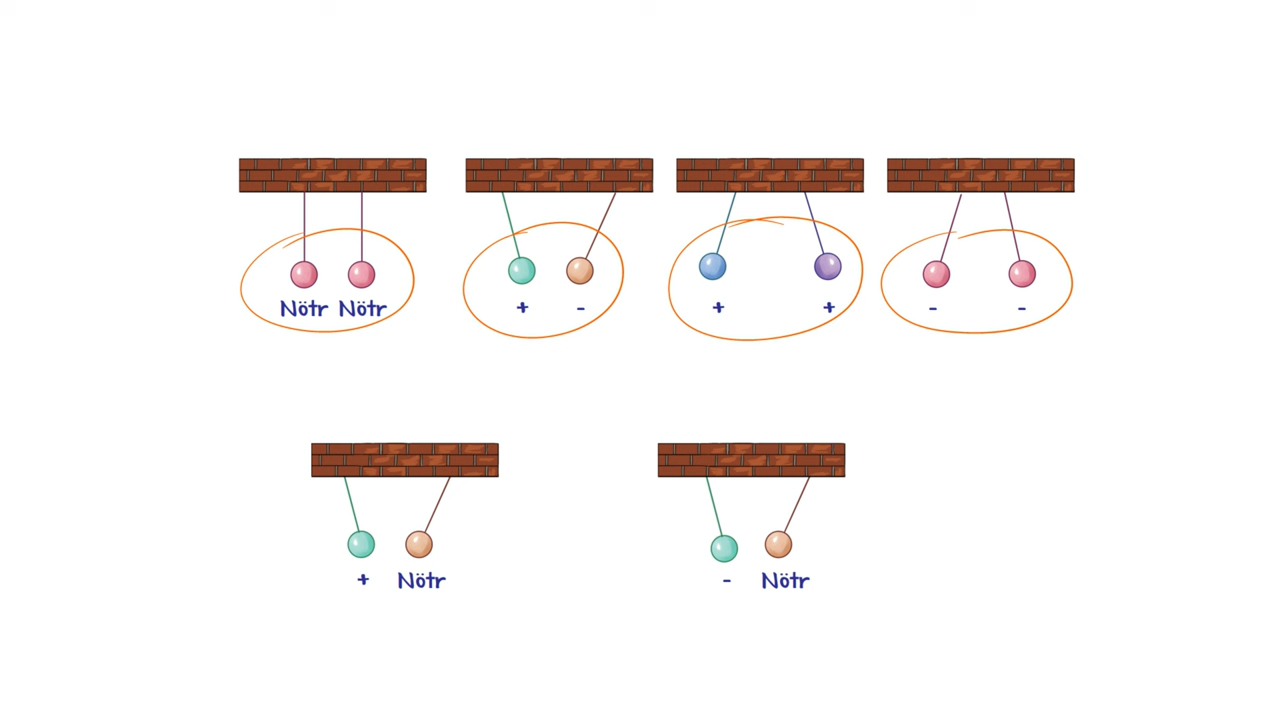 Nötr Nötr
+ -
+ +
- -
+ Nötr
- Nötr